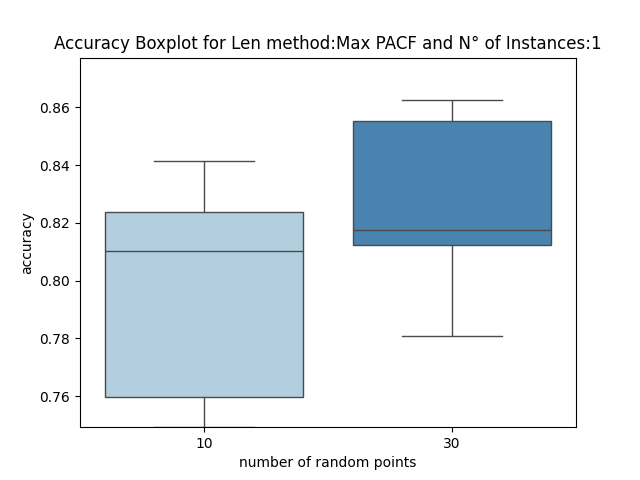 Accuracy Boxplot for Len method:Max PACF and N° of Instances:1
0.86
0.84
0.82
0.80
0.78
0.76
accuracy
10 30
number of random points